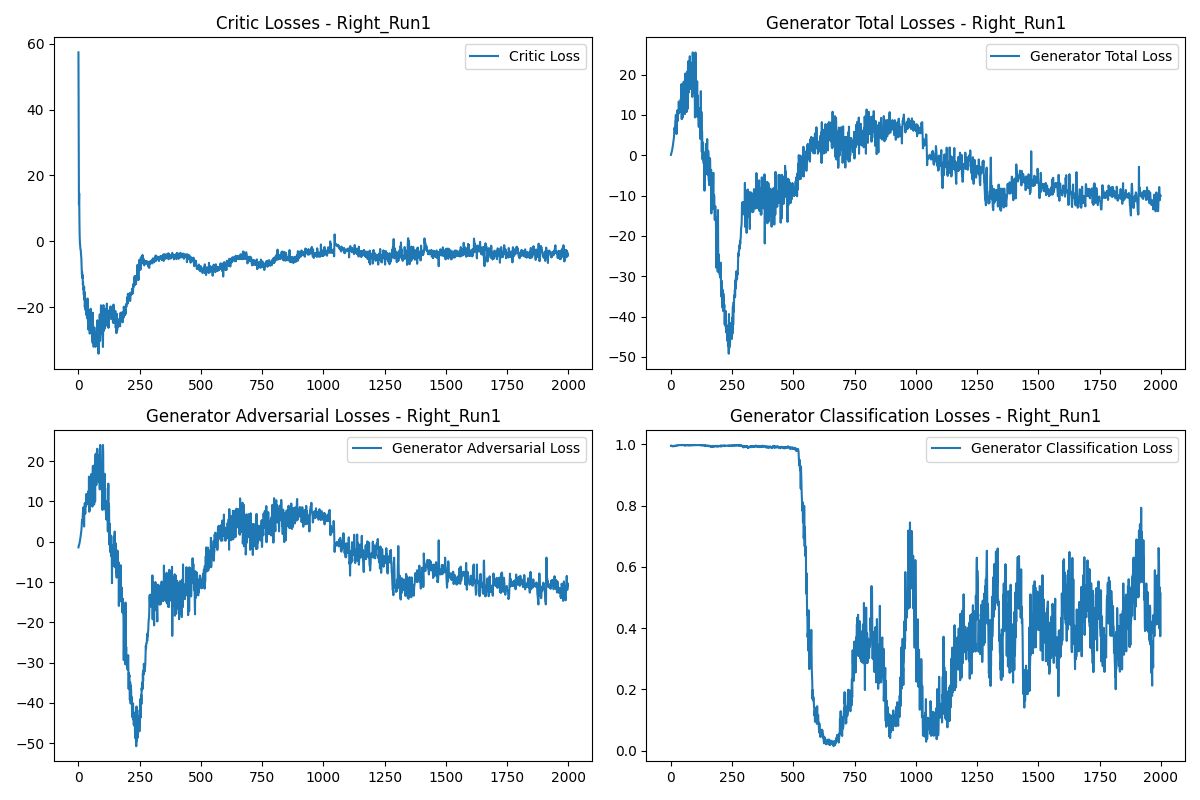 Critic Losses - Right_Run1
Critic Loss
60
40
20
0
−20
0 250 500 750 1000 1250 1500 1750 2000
Generator Total Losses - Right_Run1
Generator Total Loss
20
10
0
−10
−20
−30
−40
−50
0 250 500 750 1000 1250 1500 1750 2000
Generator Adversarial Losses - Right_Run1
Generator Adversarial Loss
20
10
0
−10
−20
−30
−40
−50
0 250 500 750 1000 1250 1500 1750 2000
Generator Classification Losses - Right_Run1
Generator Classification Loss
1.0
0.8
0.6
0.4
0.2
0.0
0 250 500 750 1000 1250 1500 1750 2000